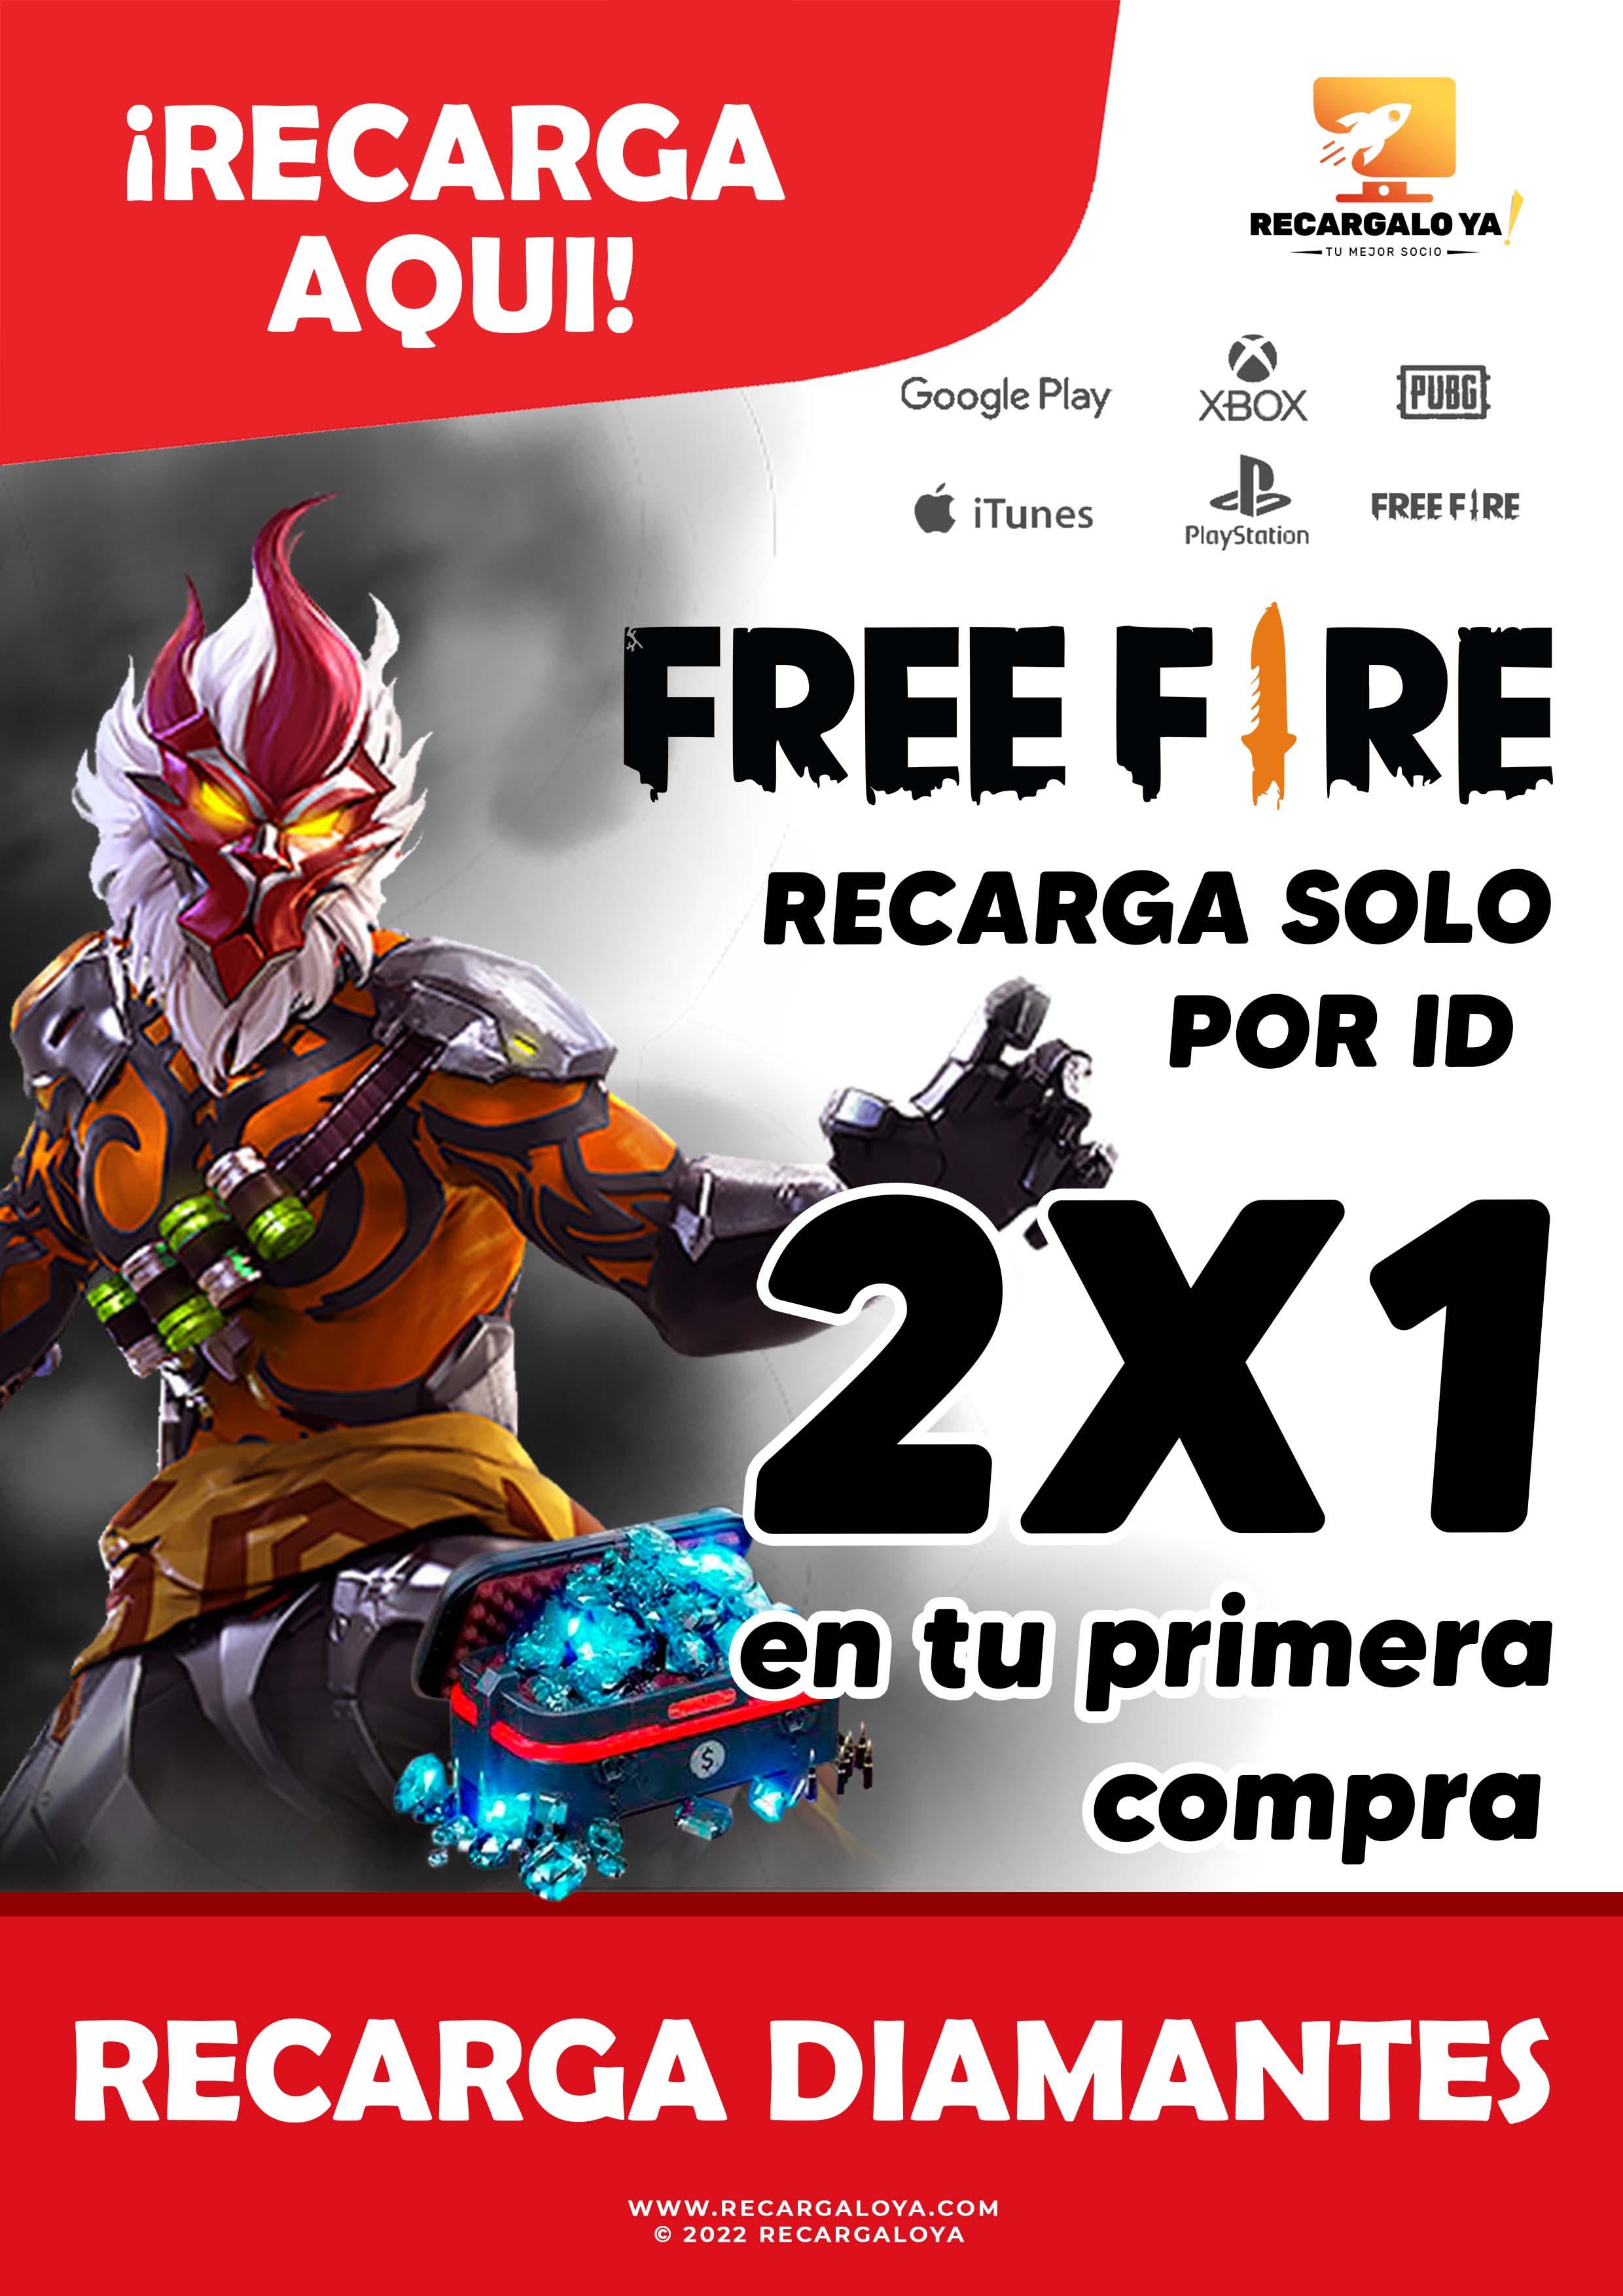 ¡RECARGA
AQUI!
RECARGALO YA!
TU MEJOR SOCIO
Google Play
XBOX
PUBG
iTunes
PlayStation
FREE FIRE
FREE FIRE
RECARGA SOLO
POR ID
2X1
en tu primera
compra
$
RECARGA DIAMANTES
WWW.RECARGALOYA.COM
© 2022 RECARGALOYA